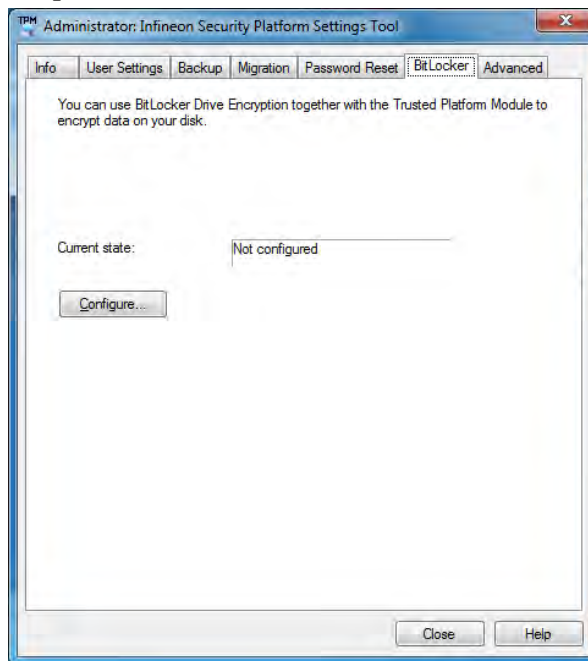 TPM Administrator: Infineon Security Platform Settings Tool
Info User Settings Backup Migration Password Reset BitLocker Advanced
You can use BitLocker Drive Encryption together with the Trusted Platform Module to
encrypt data on your disk.
Current state: Not configured
Configure...
Close Help